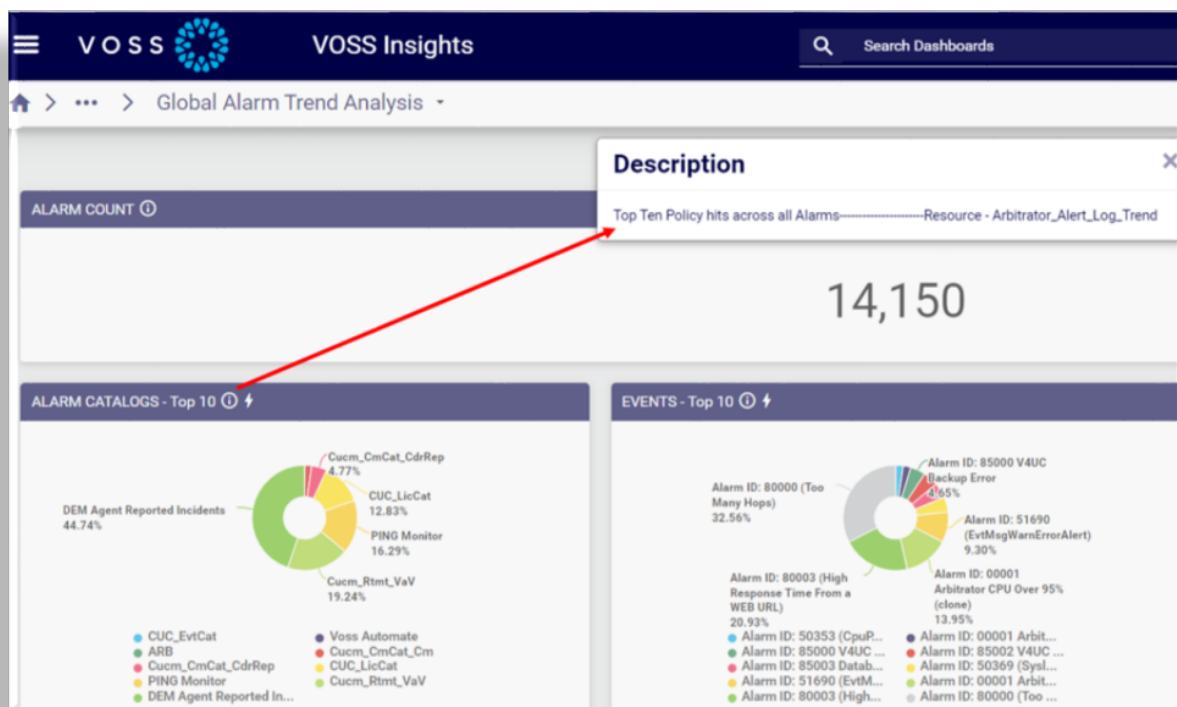 VOSS
VOSS Insights
Search Dashboards
Global Alarm Trend Analysis
Description
Top Ten Policy hits across all Alarms--------------------Resource - Arbitrator_Alert_Log_Trend
ALARM COUNT
14,150
ALARM CATALOGS - Top 10
Cucm_CmCat_CdrRep
4.77%
CUC_LicCat
12.83%
DEM Agent Reported Incidents
44.74%
PING Monitor
16.29%
Cucm_Rtmt_VaV
19.24%
CUC_EvtCat
Voss Automate
ARB
Cucm_CmCat_Cm
Cucm_CmCat_CdrRep
CUC_LicCat
PING Monitor
Cucm_Rtmt_VaV
DEM Agent Reported In...
EVENTS - Top 10
Alarm ID: 85000 V4UC
Backup Error
4.65%
Alarm ID: 80000 (Too
Many Hops)
32.56%
Alarm ID: 51690
(EvtMsgWarnErrorAlert)
9.30%
Alarm ID: 80003 (High
Response Time From a
WEB URL)
20.93%
Alarm ID: 00001
Arbitrator CPU Over 95%
(clone)
13.95%
Alarm ID: 50353 (CpuP...
Alarm ID: 00001 Arbit...
Alarm ID: 85000 V4UC ...
Alarm ID: 85002 V4UC ...
Alarm ID: 85003 Datab...
Alarm ID: 50369 (Sysl...
Alarm ID: 51690 (EvtM...
Alarm ID: 00001 Arbit...
Alarm ID: 80003 (High...
Alarm ID: 80000 (Too ...